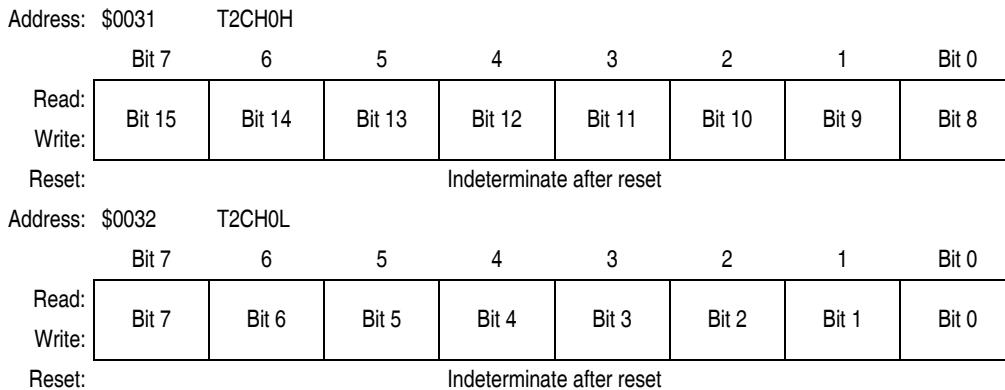 Address: $0031 T2CH0H
Bit 7 6 5 4 3 2 1 Bit 0
Read:
Bit 15 Bit 14 Bit 13 Bit 12 Bit 11 Bit 10 Bit 9 Bit 8
Write:
Reset: Indeterminate after reset
Address: $0032 T2CH0L
Bit 7 6 5 4 3 2 1 Bit 0
Read:
Bit 7 Bit 6 Bit 5 Bit 4 Bit 3 Bit 2 Bit 1 Bit 0
Write:
Reset: Indeterminate after reset